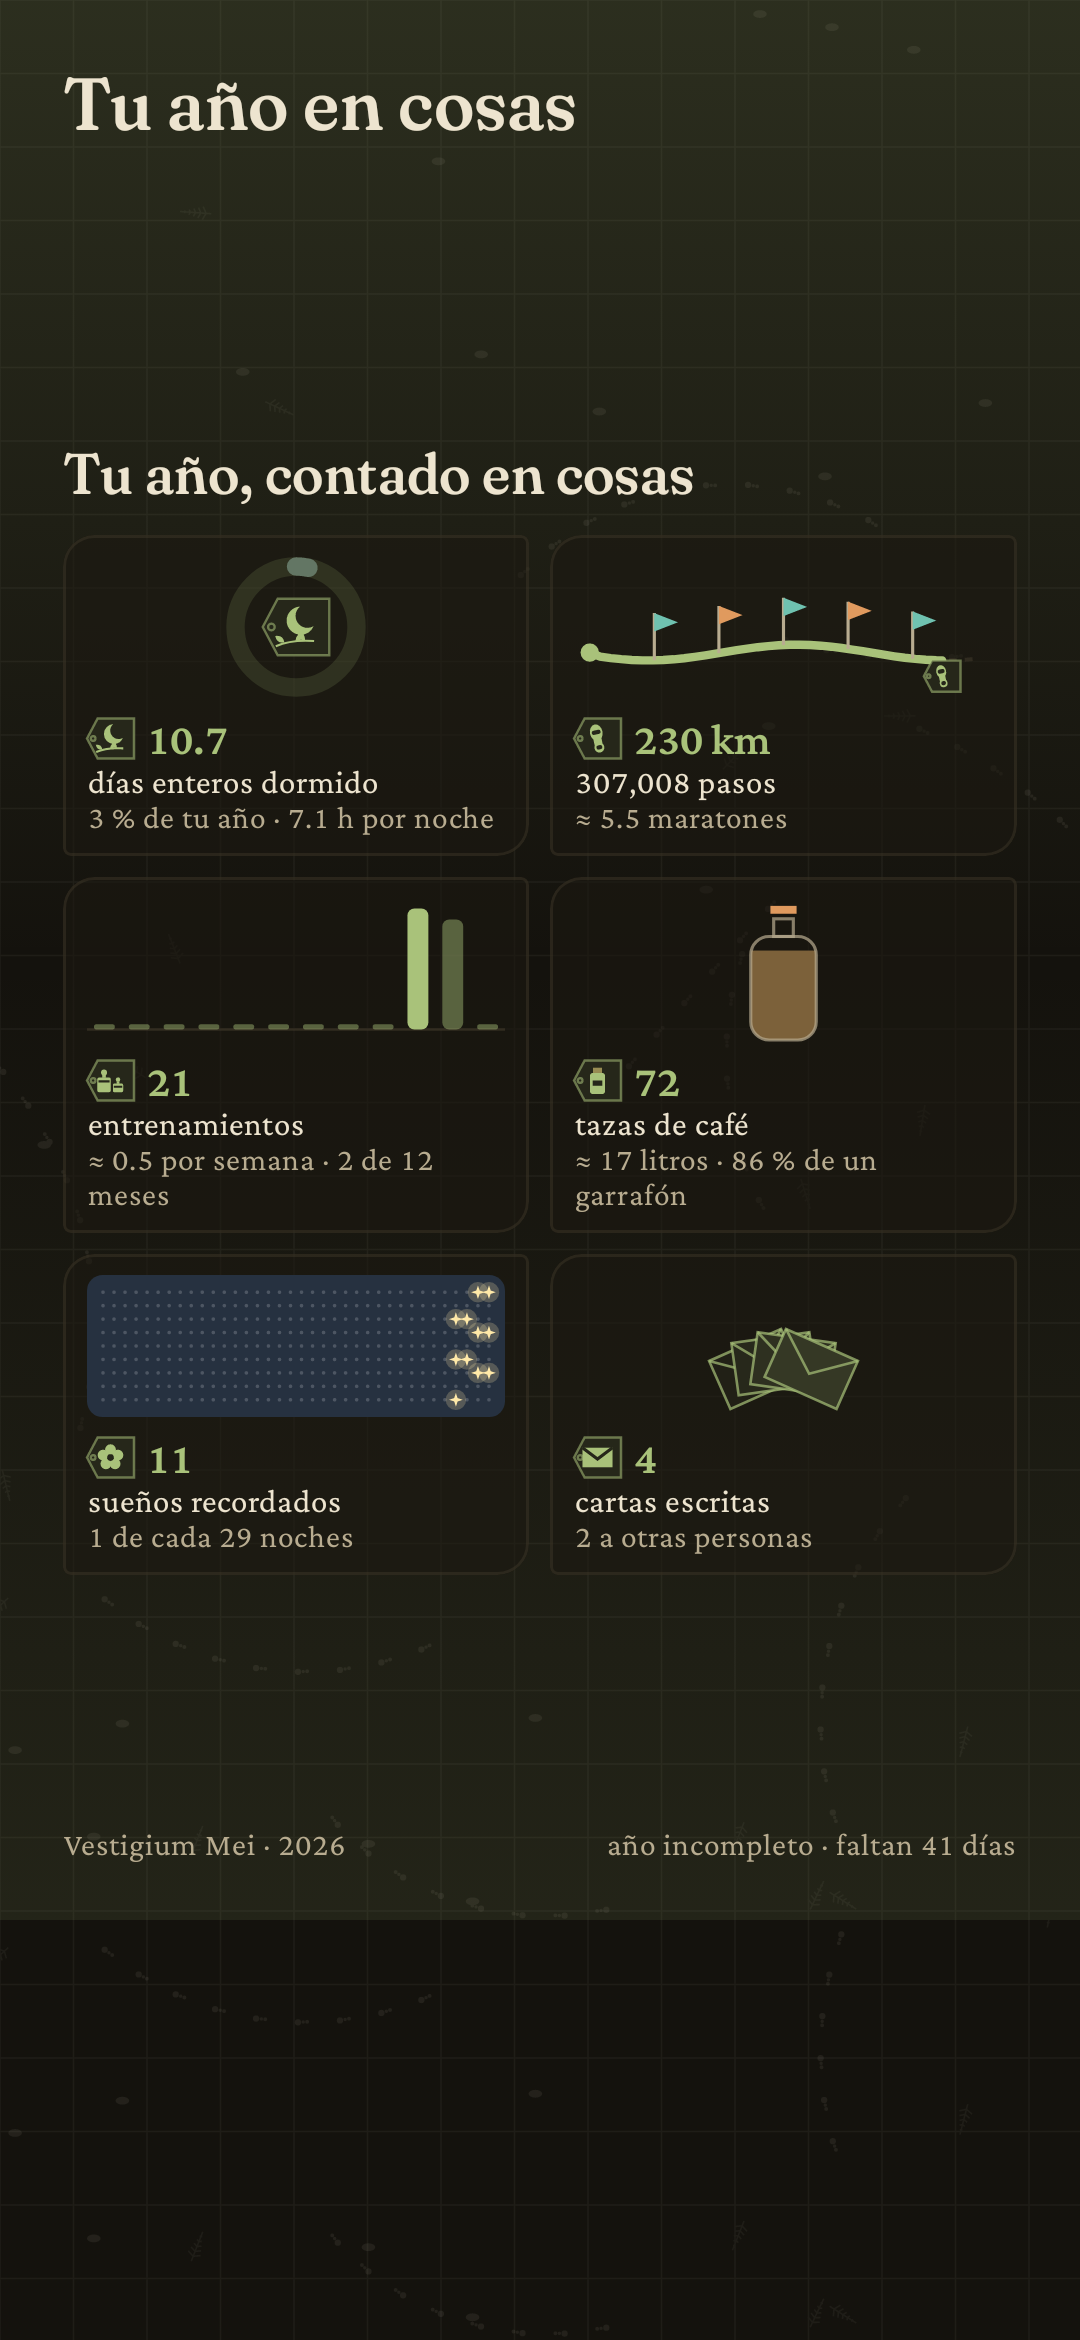 Tu año en cosas
Tu año, contado en cosas
10.7
días enteros dormido
3 % de tu año · 7.1 h por noche
230 km
307,008 pasos
≈ 5.5 maratones
21
entrenamientos
≈ 0.5 por semana · 2 de 12
meses
72
tazas de café
≈ 17 litros · 86 % de un
garrafón
11
sueños recordados
1 de cada 29 noches
4
cartas escritas
2 a otras personas
Vestigium Mei · 2026
año incompleto · faltan 41 días